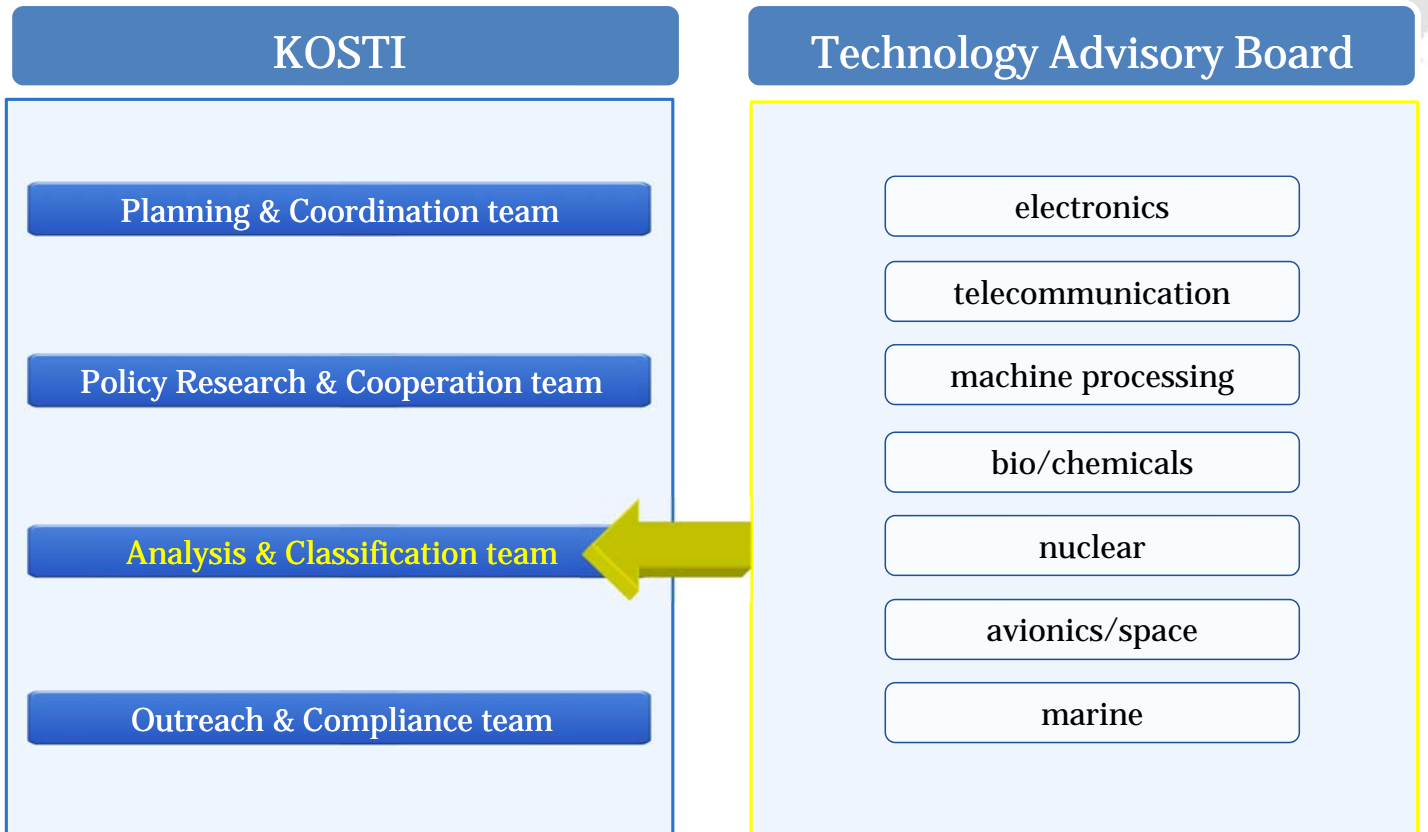 KOSTI
Planning & Coordination team
Policy Research & Cooperation team
Analysis & Classification team
Outreach & Compliance team
Technology Advisory Board
electronics
telecommunication
machine processing
bio/chemicals
nuclear
avionics/space
marine